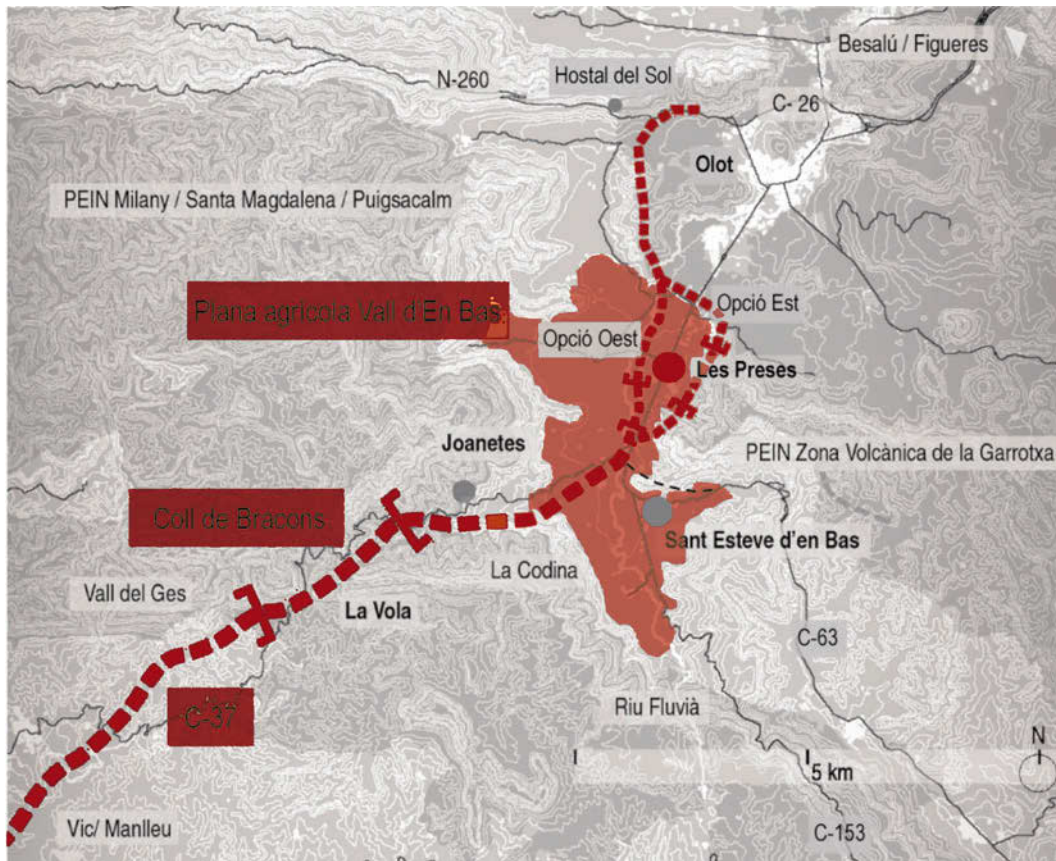 Besalú / Figueres
Hostal del Sol
N-260
C- 26
Olot
PEIN Milany / Santa Magdalena / Puigsacalm
Plana agrícola Vall d'En Bas
Opció Est
Opció Oest
Les Preses
Joanetes
PEIN Zona Volcànica de la Garrotxa
Coll de Bracons
Sant Esteve d'en Bas
La Codina
Vall del Ges
La Vola
C-63
C-37
Riu Fluvià
N
5 km
Vic/ Manlleu
C-153